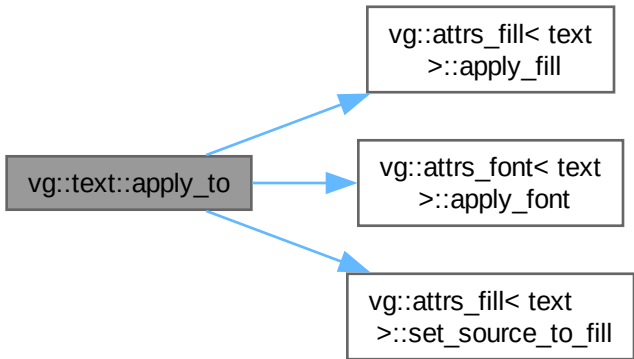 vg::attrs_fill< text
>::apply_fill
vg::text::apply_to
vg::attrs_font< text
>::apply_font
vg::attrs_fill< text
>::set_source_to_fill